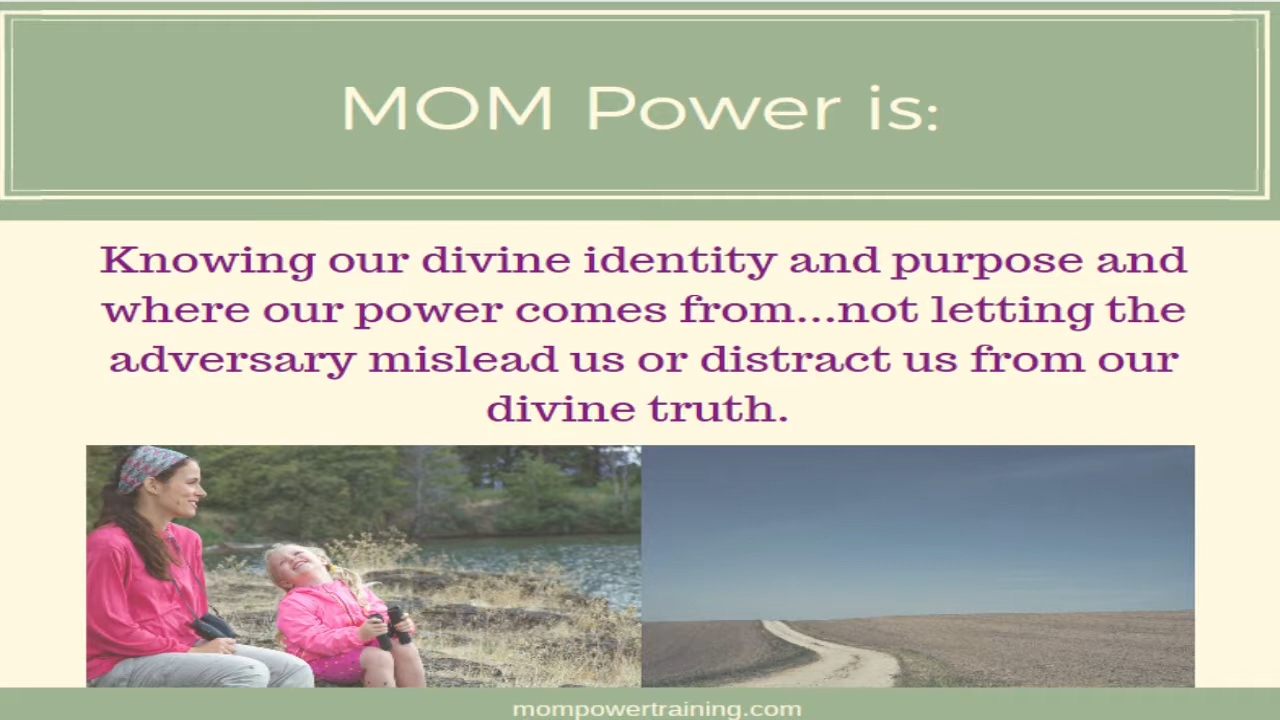 MOM Power is:
Knowing our divine identity and purpose and
where our power comes from...not letting the
adversary mislead us or distract us from our
divine truth.
mompowertraining.com